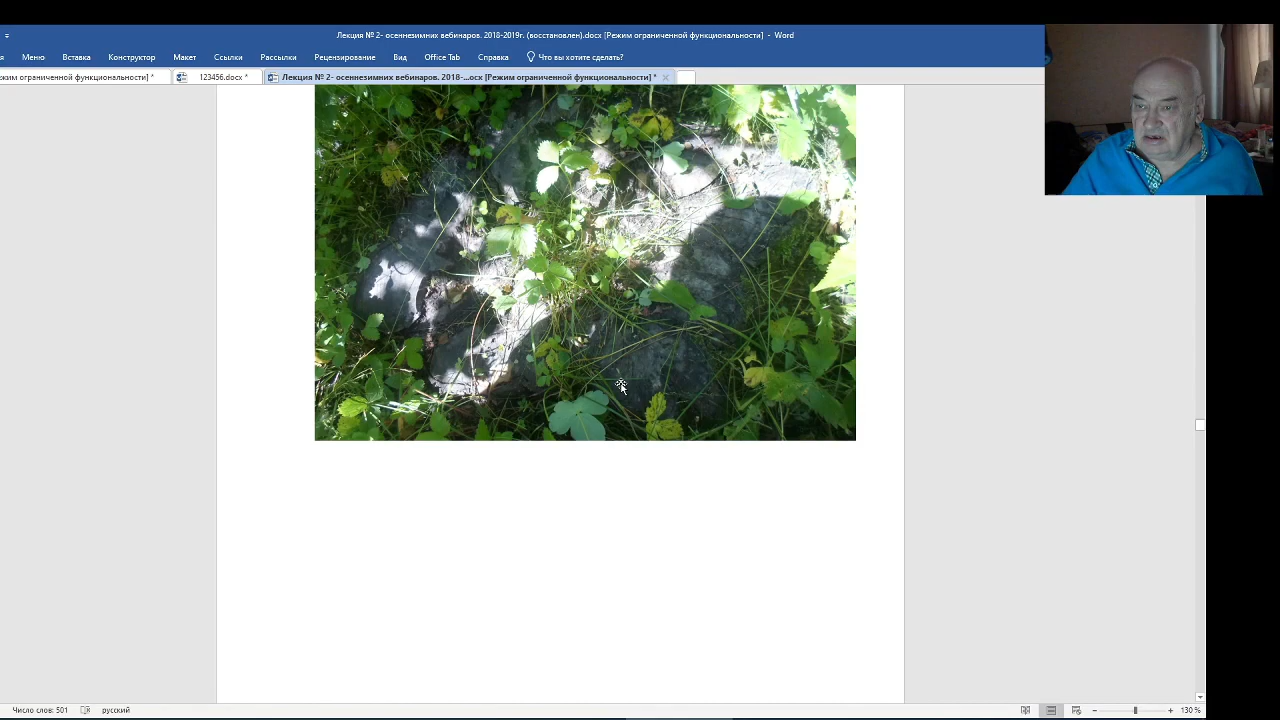 Лекция № 2- осеннезимних вебинаров. 2018-2019г. (восстановлен).docx [Режим ограниченной функциональности] - Word
Меню Вставка Конструктор Макет Ссылки Рассылки Рецензирование Вид Office Tab Справка Что вы хотите сделать?
ежим ограниченной функциональности] * 123456.docx * Лекция № 2- осеннезимних вебинаров. 2018-...ocx [Режим ограниченной функциональности] *
Число слов: 501 русский 130 %